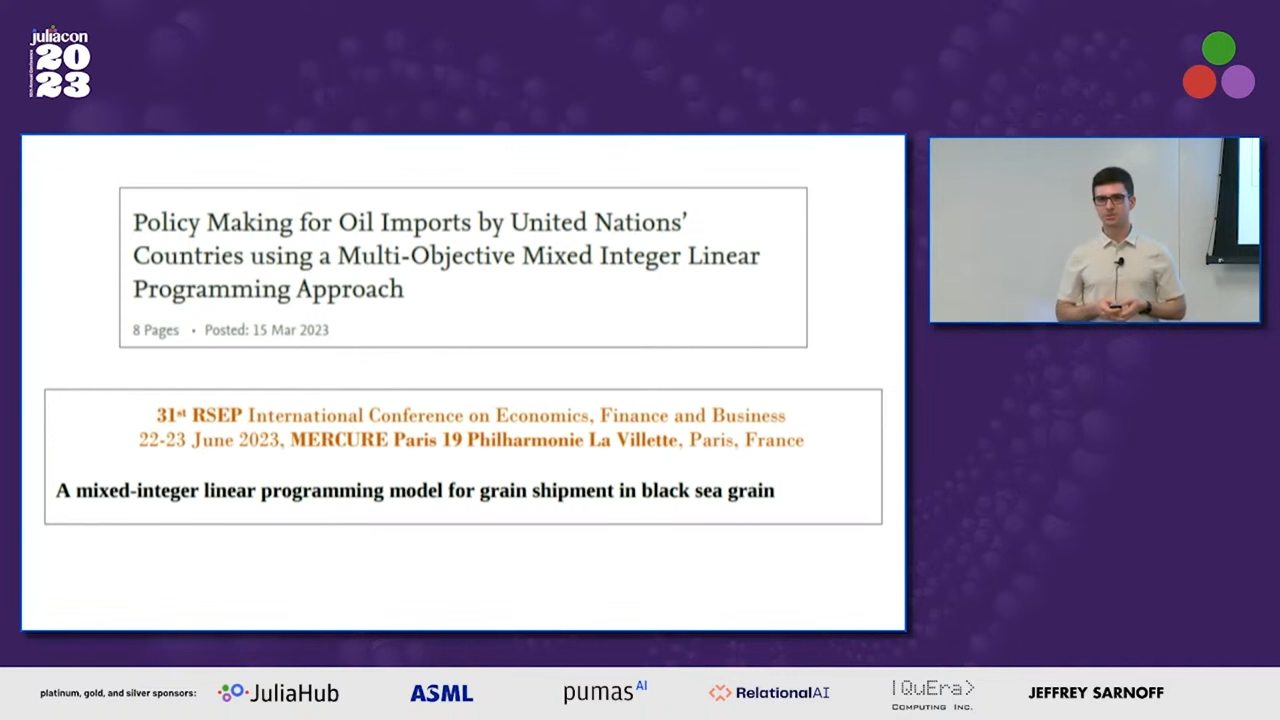 juliacon
20
23
Policy Making for Oil Imports by United Nations'
Countries using a Multi-Objective Mixed Integer Linear
Programming Approach
8 Pages • Posted: 15 Mar 2023
31st RSEP International Conference on Economics, Finance and Business
22-23 June 2023, MERCURE Paris 19 Philharmonie La Villette, Paris, France
A mixed-integer linear programming model for grain shipment in black sea grain
platinum, gold, and silver sponsors:
JuliaHub
ASML
pumasAI
RelationalAI
|QuEra>
COMPUTING INC.
JEFFREY SARNOFF